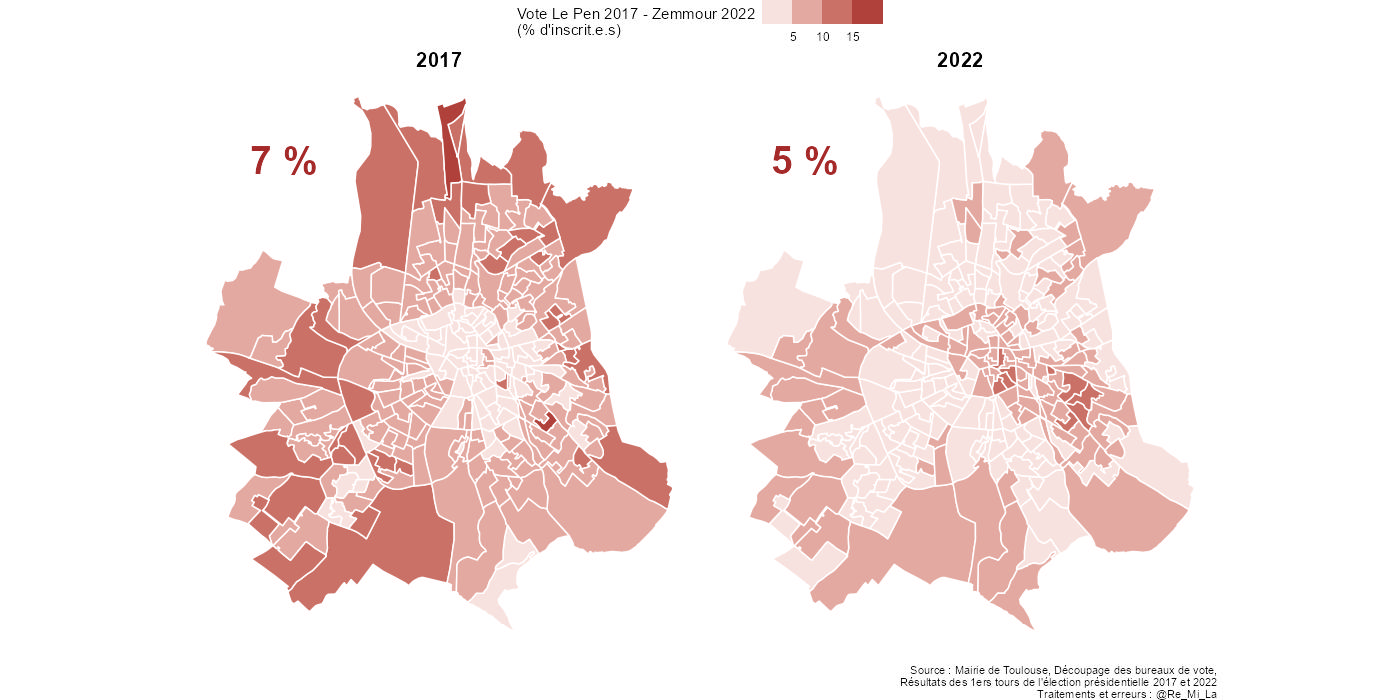 Vote Le Pen 2017 - Zemmour 2022
(% d'inscrit.e.s)
5 10 15
2017
2022
7 %
5 %
Source : Mairie de Toulouse, Découpage des bureaux de vote,
Résultats des 1ers tours de l'élection présidentielle 2017 et 2022
Traitements et erreurs : @Re_Mi_La